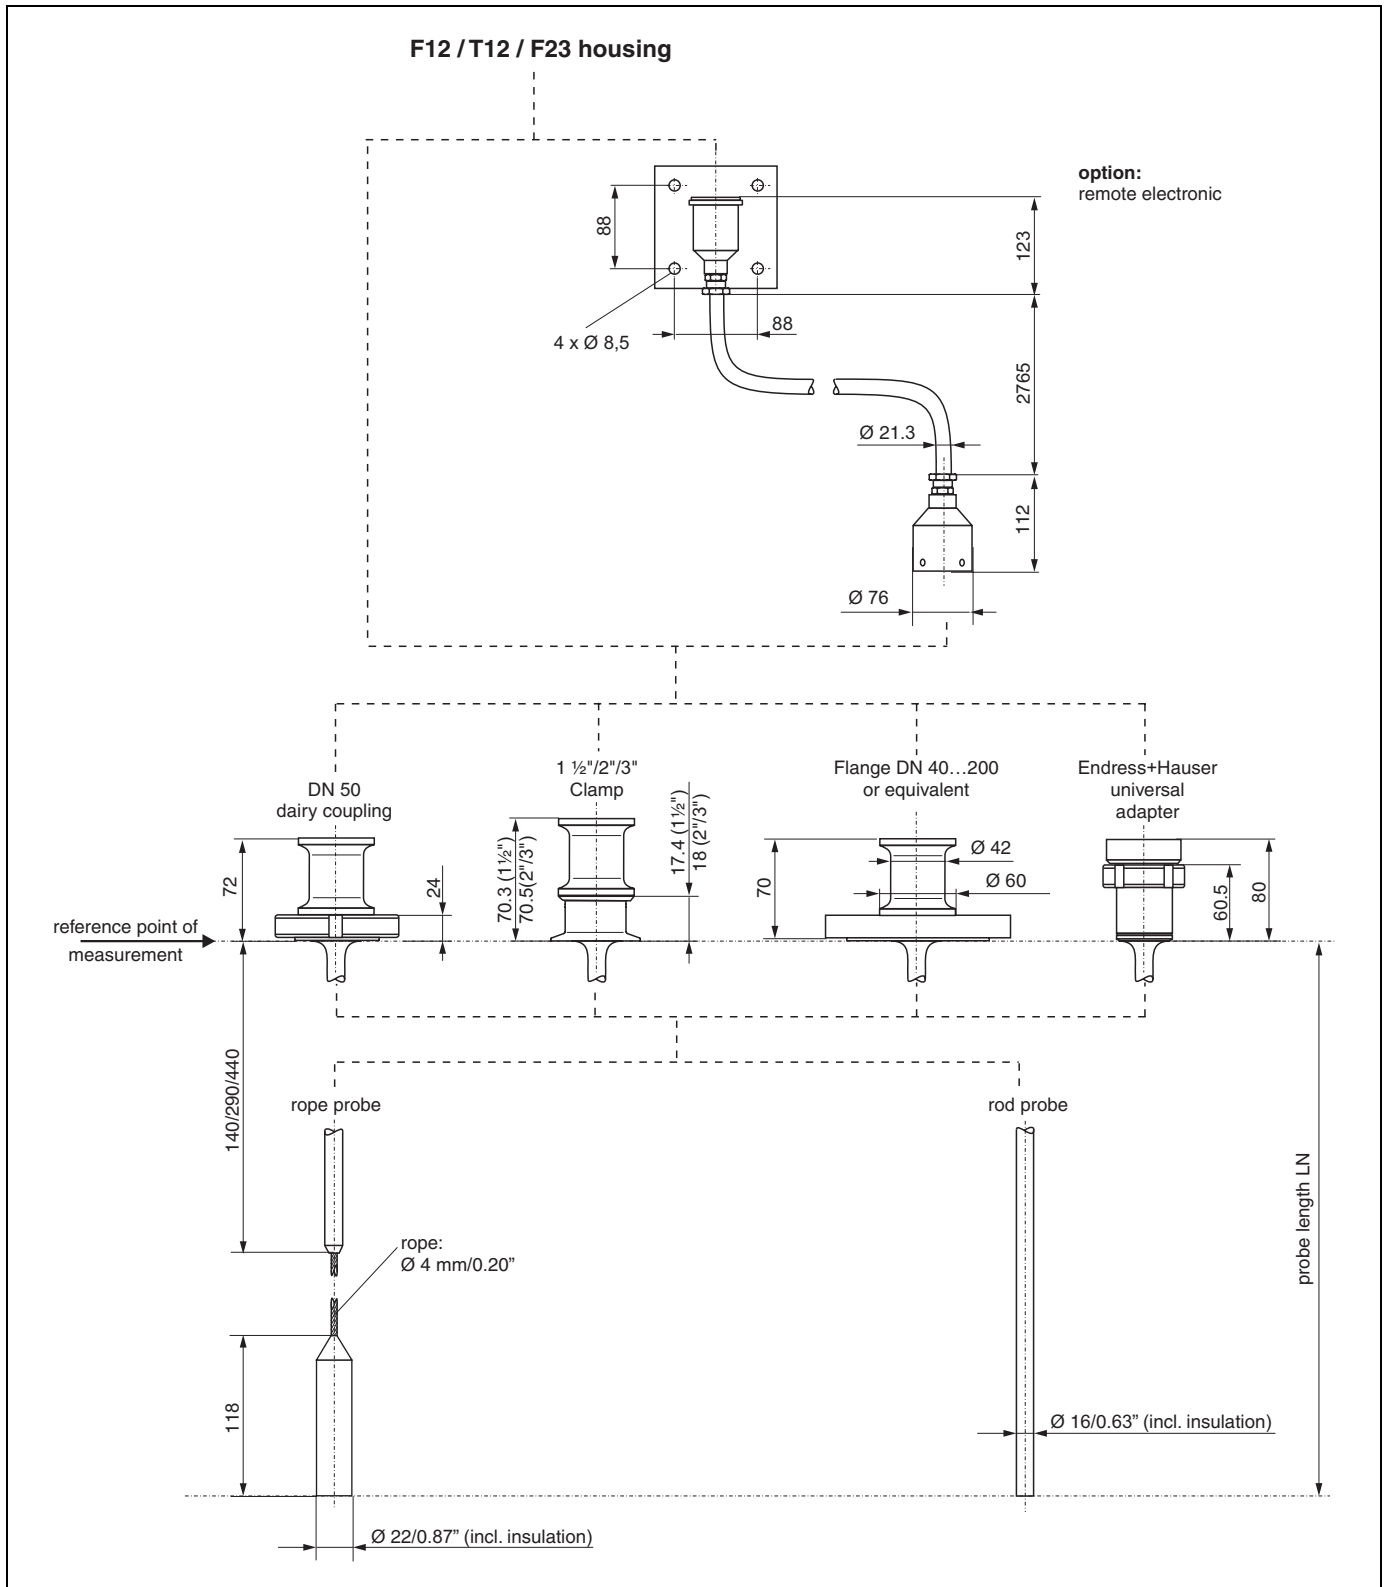 F12 / T12 / F23 housing
option:
remote electronic
88
123
4 x Ø 8,5
88
2765
Ø 21.3
112
Ø 76
DN 50
dairy coupling
1 ½"/2"/3"
Clamp
Flange DN 40...200
or equivalent
Endress+Hauser
universal
adapter
72
24
70.3 (1½")
70.5(2"/3")
17.4 (1½")
18 (2"/3")
70
Ø 42
Ø 60
60.5
80
reference point of
measurement
140/290/440
rope probe
rod probe
probe length LN
rope:
Ø 4 mm/0.20”
118
Ø 16/0.63” (incl. insulation)
Ø 22/0.87” (incl. insulation)